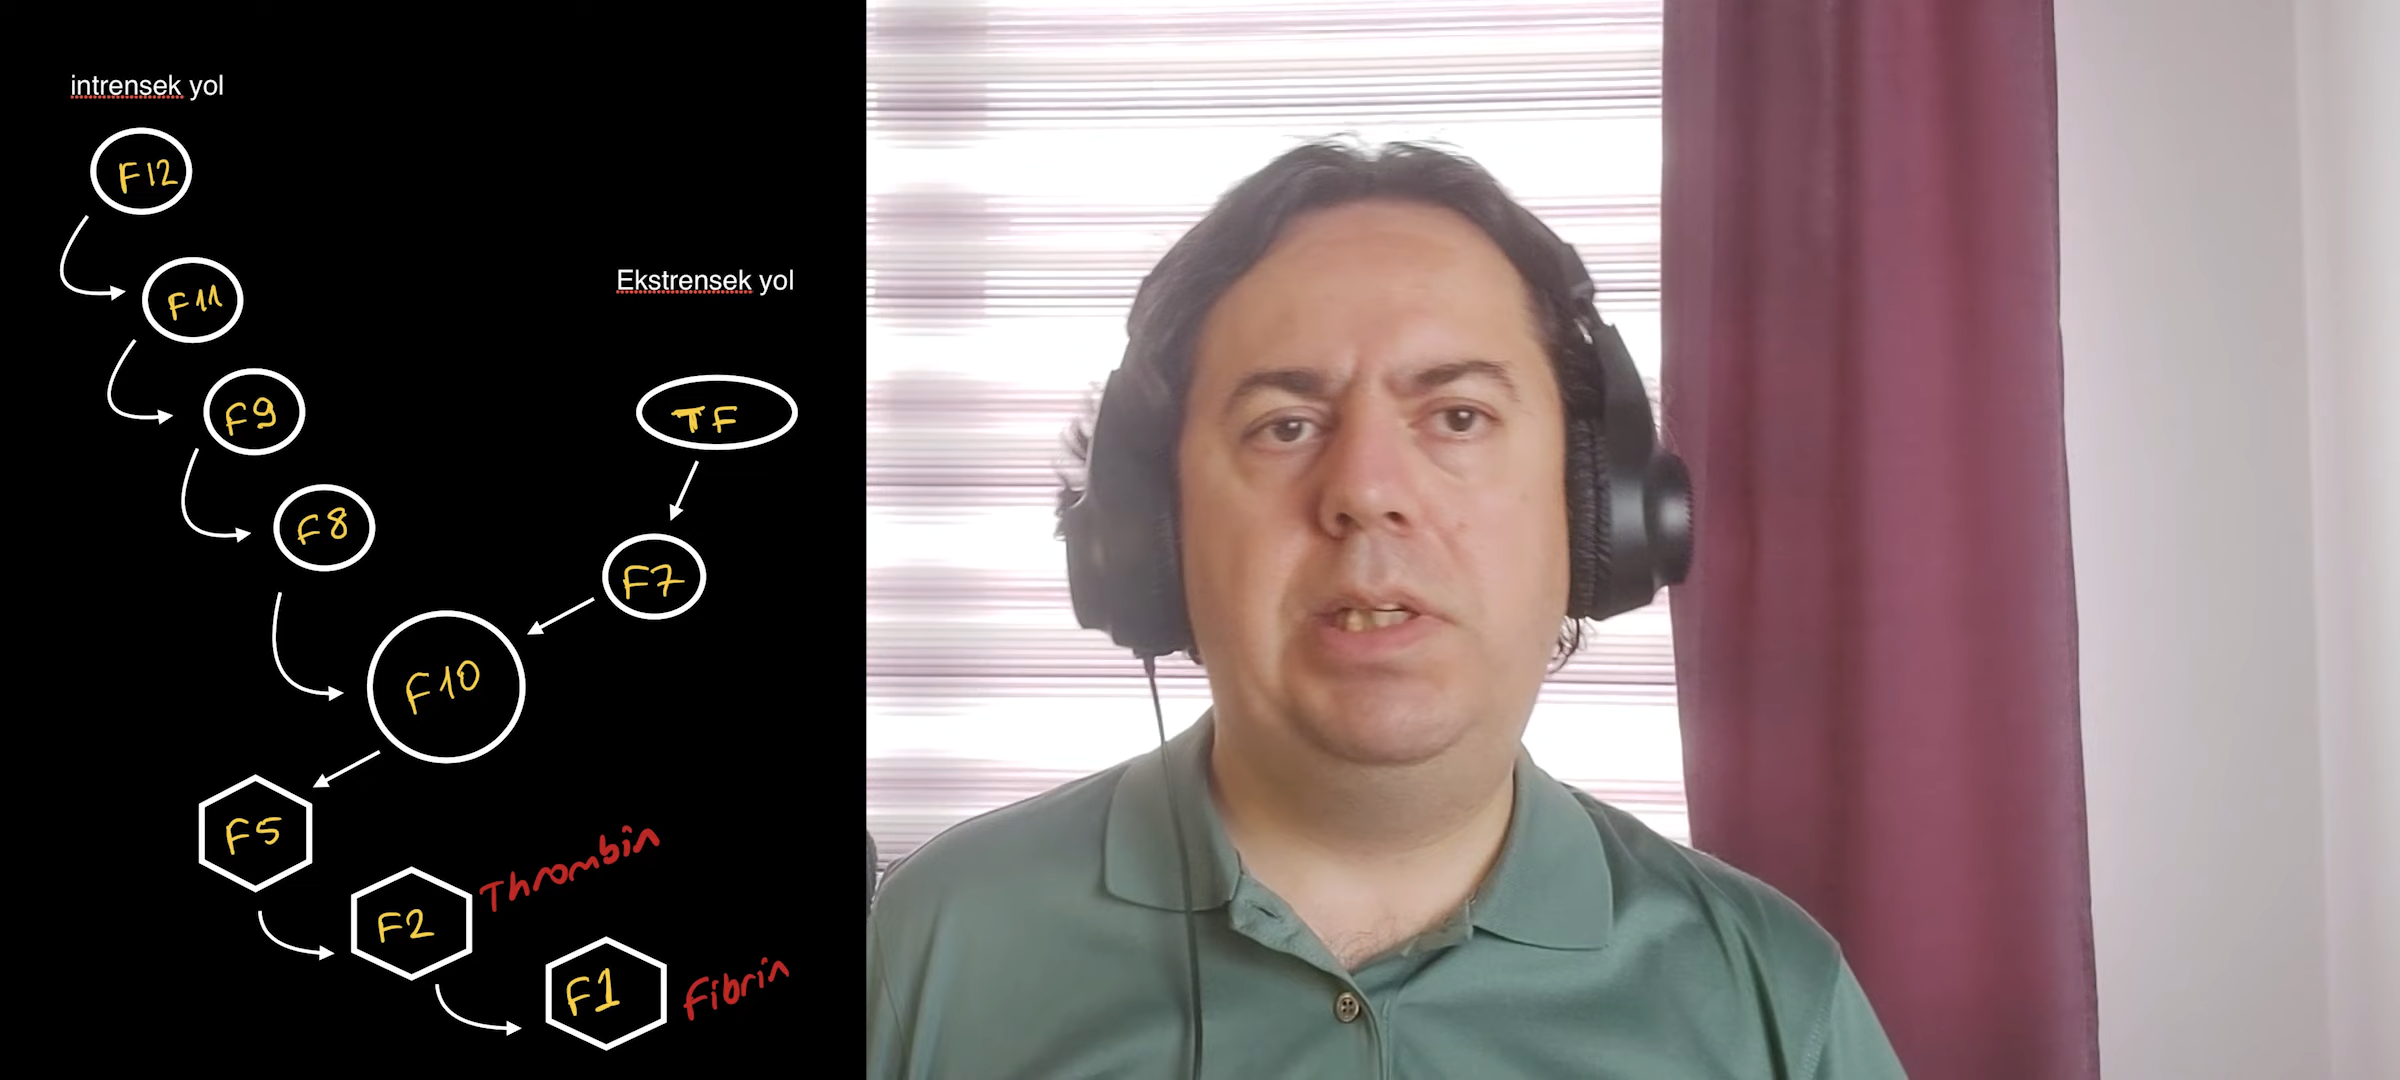 intrensek yol
F12
F11
Ekstrensek yol
F9
TF
F8
F7
F10
F5
Thrombin
F2
F1
Fibrin